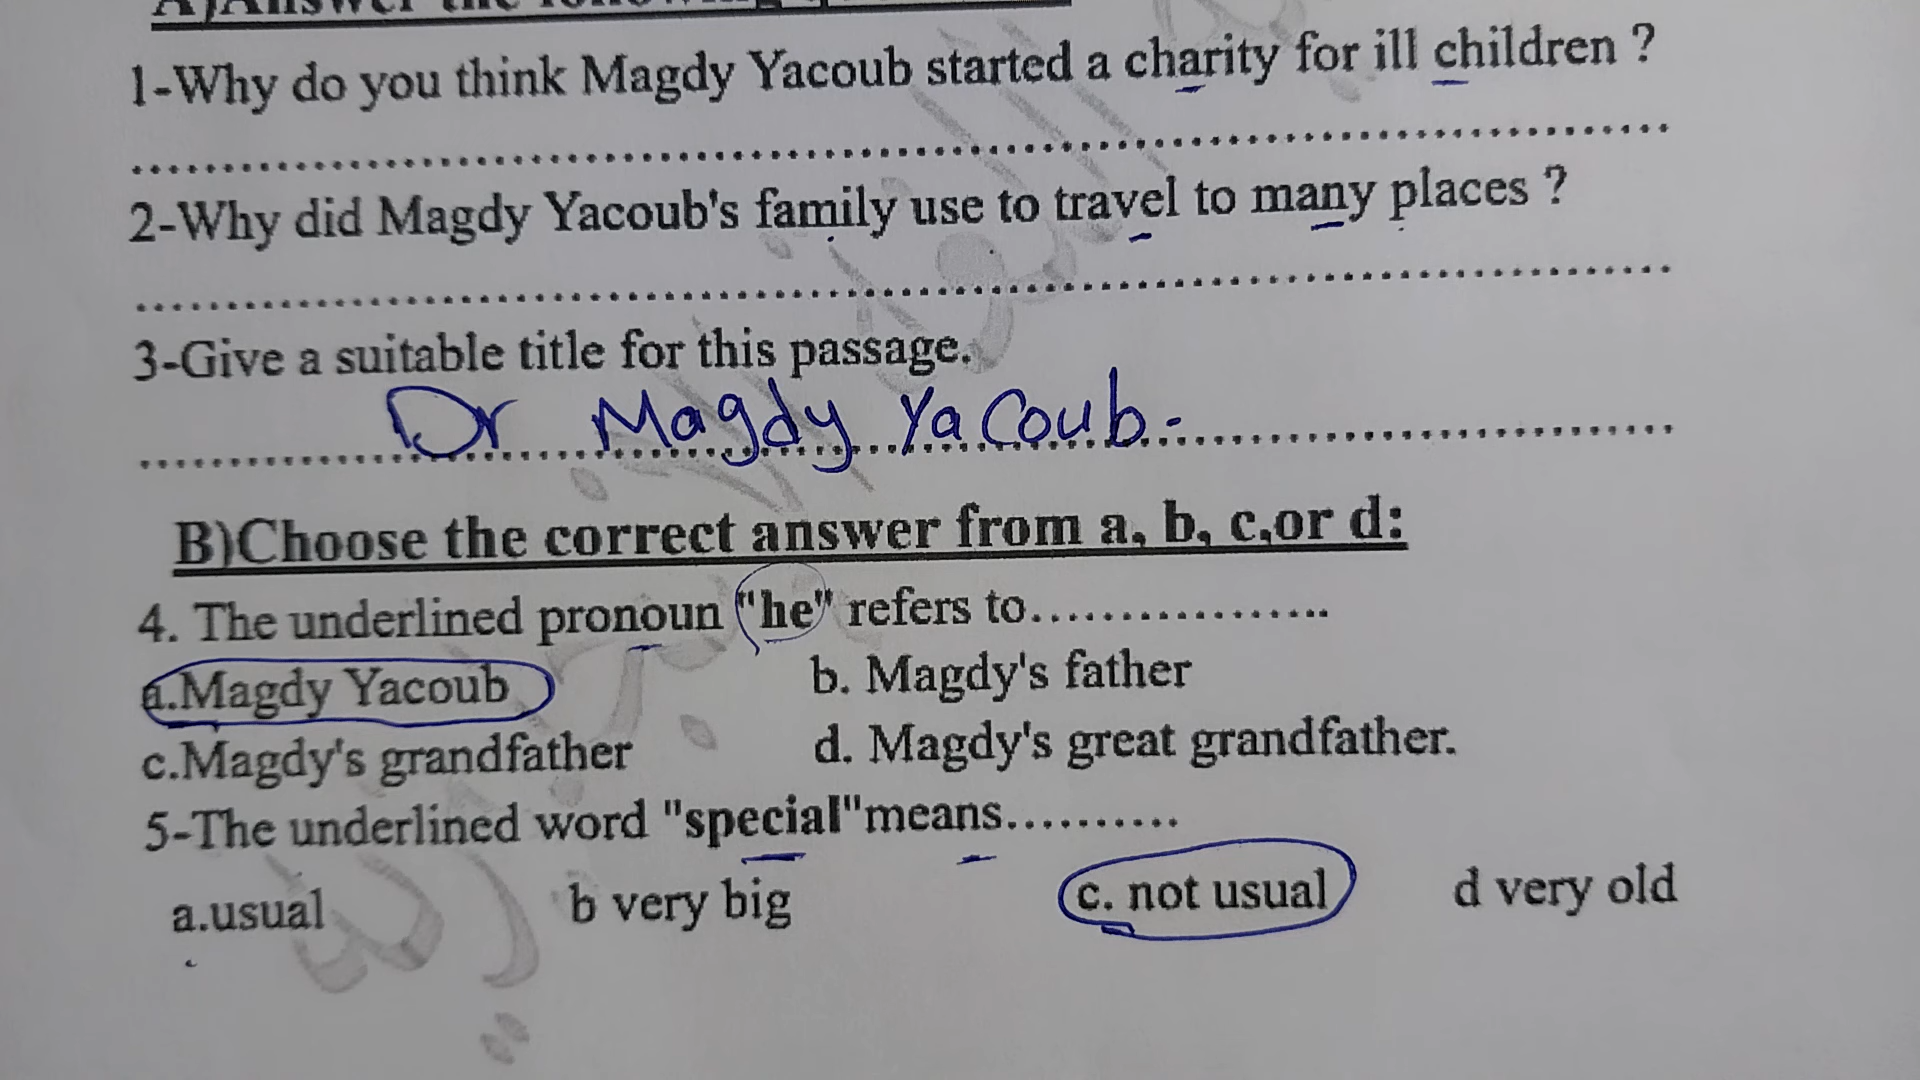 A)Answer the following
1-Why do you think Magdy Yacoub started a charity for ill children ?
2-Why did Magdy Yacoub's family use to travel to many places ?
3-Give a suitable title for this passage.
Dr Magdy Yacoub.
B)Choose the correct answer from a, b, c,or d:
4. The underlined pronoun "he" refers to..................
a.Magdy Yacoub b. Magdy's father
c.Magdy's grandfather d. Magdy's great grandfather.
5-The underlined word "special"means..........
a.usual b very big c. not usual d very old